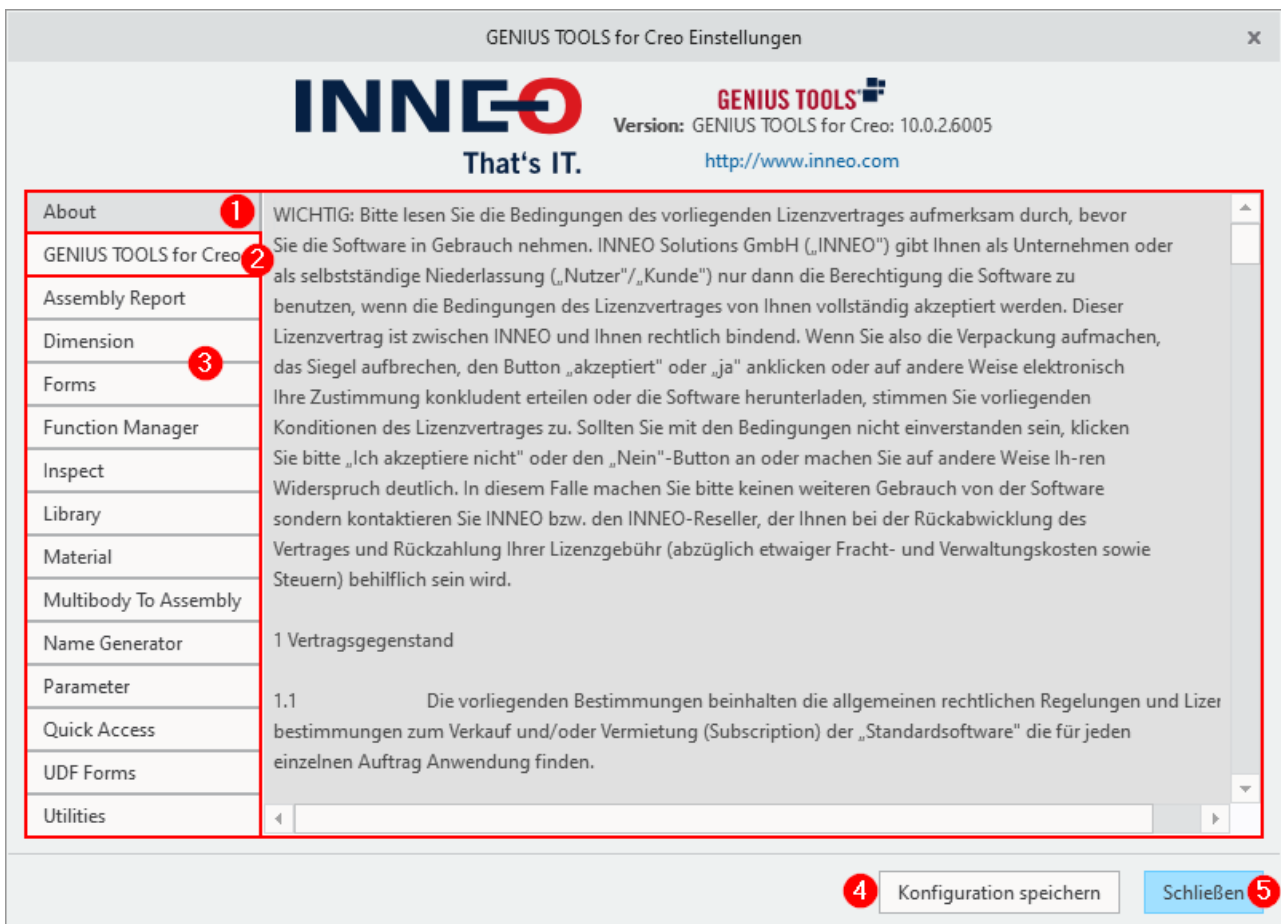 GENIUS TOOLS for Creo Einstellungen x
INNEO
That's IT.
GENIUS TOOLS
Version: GENIUS TOOLS for Creo: 10.0.2.6005
http://www.inneo.com
About 1
GENIUS TOOLS for Creo 2
Assembly Report
Dimension
3
Forms
Function Manager
Inspect
Library
Material
Multibody To Assembly
Name Generator
Parameter
Quick Access
UDF Forms
Utilities
WICHTIG: Bitte lesen Sie die Bedingungen des vorliegenden Lizenzvertrages aufmerksam durch, bevor
Sie die Software in Gebrauch nehmen. INNEO Solutions GmbH („INNEO") gibt Ihnen als Unternehmen oder
als selbstständige Niederlassung („Nutzer"/„Kunde") nur dann die Berechtigung die Software zu
benutzen, wenn die Bedingungen des Lizenzvertrages von Ihnen vollständig akzeptiert werden. Dieser
Lizenzvertrag ist zwischen INNEO und Ihnen rechtlich bindend. Wenn Sie also die Verpackung aufmachen,
das Siegel aufbrechen, den Button „akzeptiert" oder „ja" anklicken oder auf andere Weise elektronisch
Ihre Zustimmung konkludent erteilen oder die Software herunterladen, stimmen Sie vorliegenden
Konditionen des Lizenzvertrages zu. Sollten Sie mit den Bedingungen nicht einverstanden sein, klicken
Sie bitte „Ich akzeptiere nicht" oder den „Nein"-Button an oder machen Sie auf andere Weise Ih-ren
Widerspruch deutlich. In diesem Falle machen Sie bitte keinen weiteren Gebrauch von der Software
sondern kontaktieren Sie INNEO bzw. den INNEO-Reseller, der Ihnen bei der Rückabwicklung des
Vertrages und Rückzahlung Ihrer Lizenzgebühr (abzüglich etwaiger Fracht- und Verwaltungskosten sowie
Steuern) behilflich sein wird.
1 Vertragsgegenstand
1.1 Die vorliegenden Bestimmungen beinhalten die allgemeinen rechtlichen Regelungen und Lizer
bestimmungen zum Verkauf und/oder Vermietung (Subscription) der „Standardsoftware" die für jeden
einzelnen Auftrag Anwendung finden.
4 Konfiguration speichern
Schließen 5